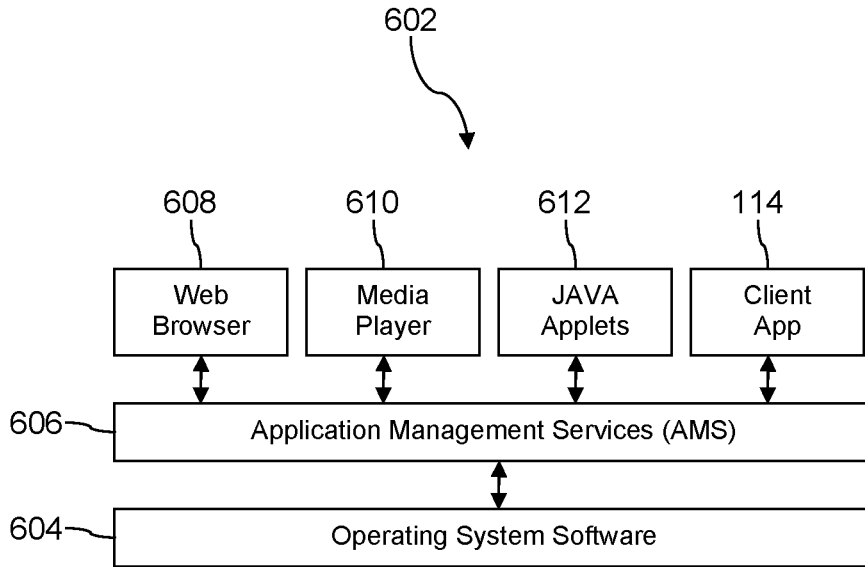 602
608
610
612
114
Web
Browser
Media
Player
JAVA
Applets
Client
App
606
Application Management Services (AMS)
604
Operating System Software